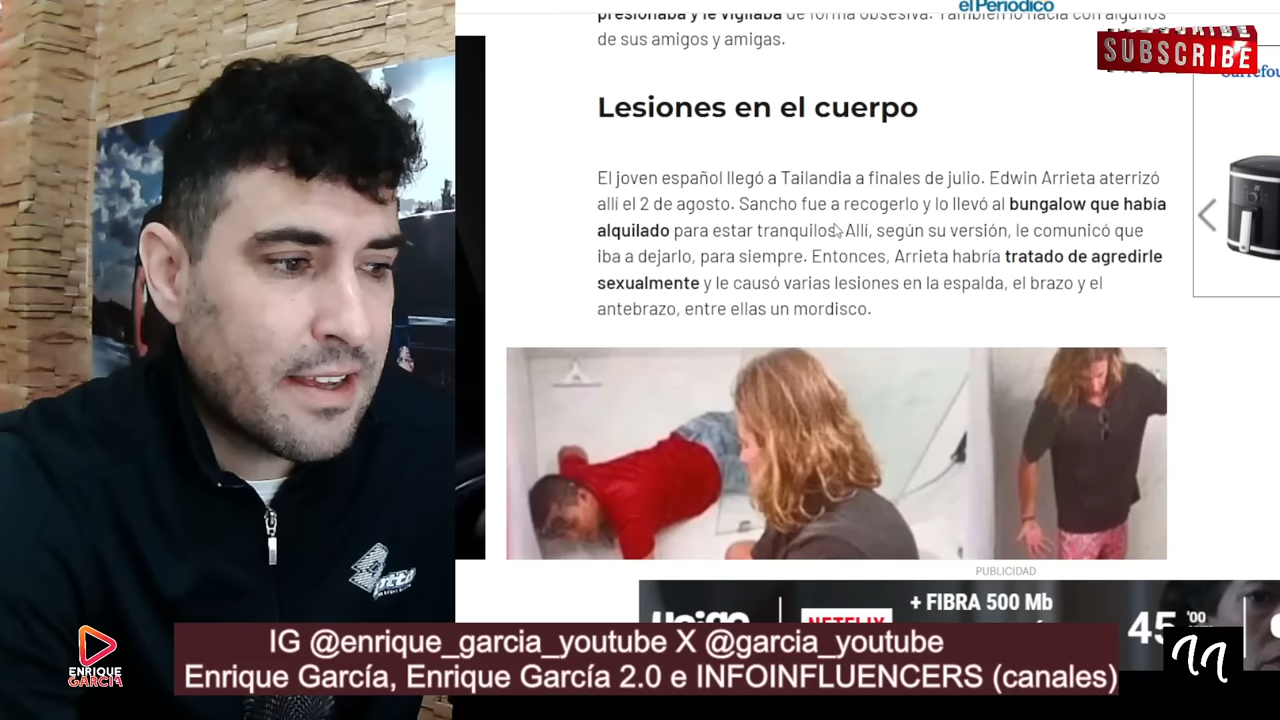 el Periódico
presionaba y le vigilaba de forma obsesiva. También lo hacía con algunos
de sus amigos y amigas.
SUBSCRIBE
Carrefou
Lesiones en el cuerpo
El joven español llegó a Tailandia a finales de julio. Edwin Arrieta aterrizó
allí el 2 de agosto. Sancho fue a recogerlo y lo llevó al bungalow que había
alquilado para estar tranquilos. Allí, según su versión, le comunicó que
iba a dejarlo, para siempre. Entonces, Arrieta habría tratado de agredirle
sexualmente y le causó varias lesiones en la espalda, el brazo y el
antebrazo, entre ellas un mordisco.
PUBLICIDAD
+ FIBRA 500 Mb
NETFLIX
45'00
IG @enrique_garcia_youtube X @garcia_youtube
Enrique García, Enrique García 2.0 e INFOINFLUENCERS (canales)
ENRIQUE
GARCÍA